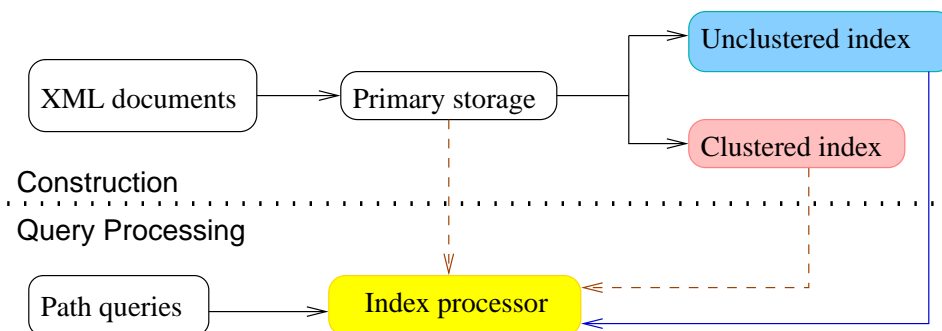 Unclustered index
XML documents
Primary storage
Clustered index
Construction
Query Processing
Path queries
Index processor